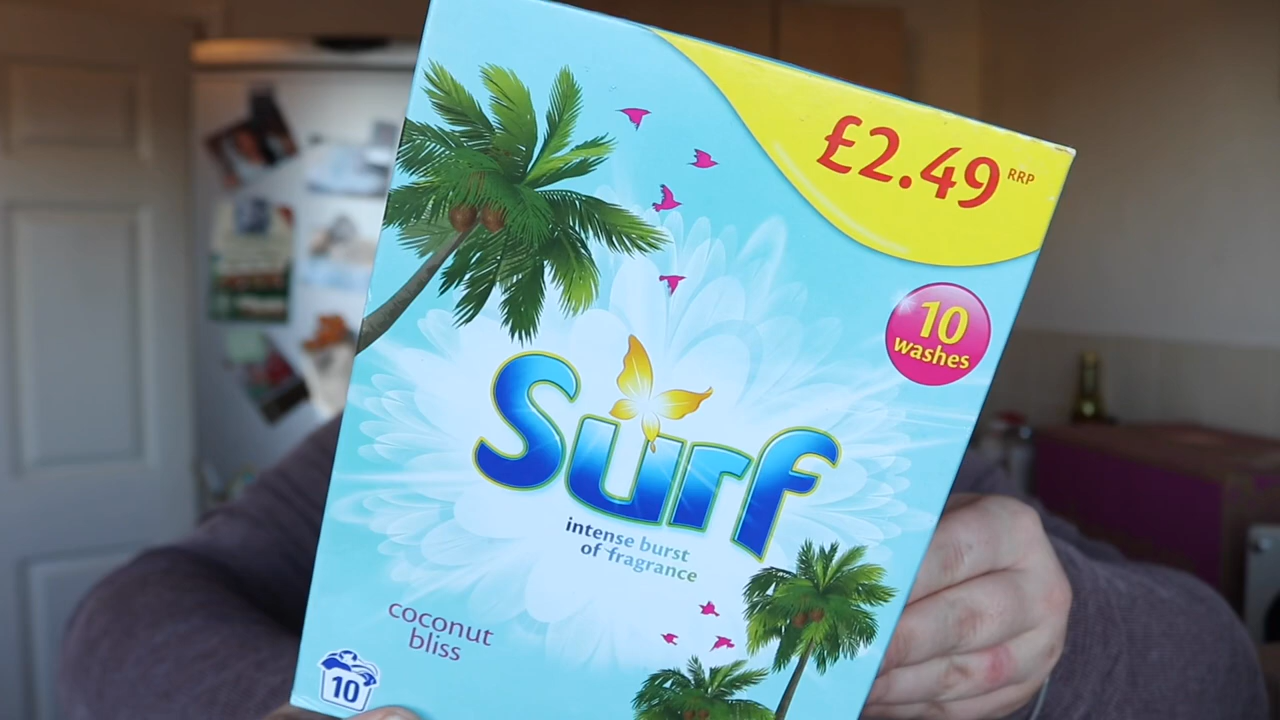 £2.49 RRP
10
washes
Surf
intense burst
of fragrance
coconut
bliss
10